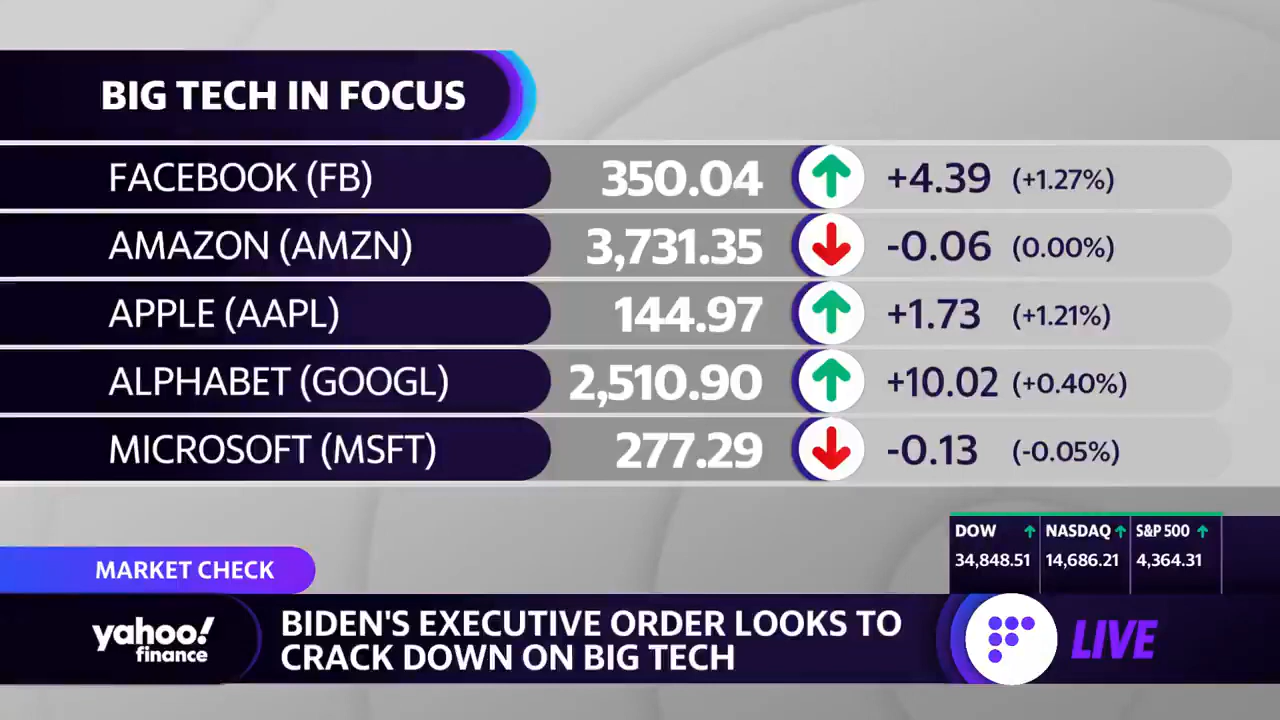 BIG TECH IN FOCUS
FACEBOOK (FB) 350.04 +4.39 (+1.27%)
AMAZON (AMZN) 3,731.35 -0.06 (0.00%)
APPLE (AAPL) 144.97 +1.73 (+1.21%)
ALPHABET (GOOGL) 2,510.90 +10.02 (+0.40%)
MICROSOFT (MSFT) 277.29 -0.13 (-0.05%)
DOW NASDAQ S&P 500
34,848.51 14,686.21 4,364.31
MARKET CHECK
yahoo!
finance
BIDEN'S EXECUTIVE ORDER LOOKS TO
CRACK DOWN ON BIG TECH
LIVE